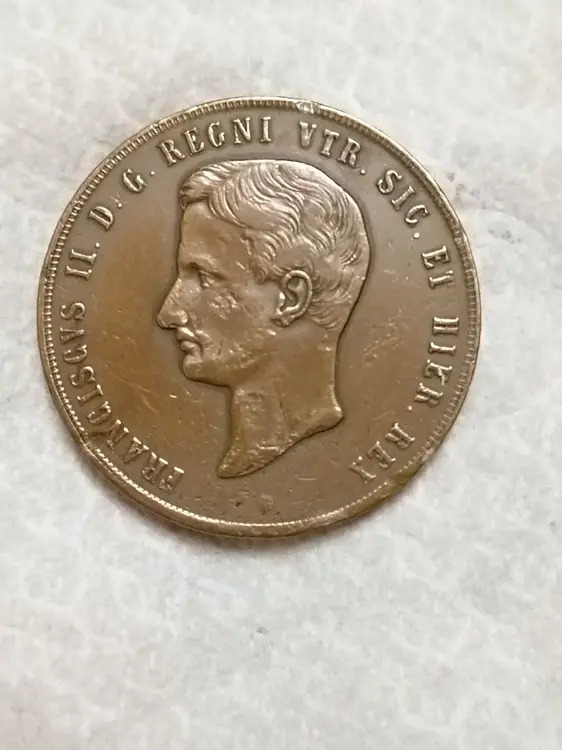 FRANCISCVS II. D. G. REGNI VTR. SIC. ET HIER. REX